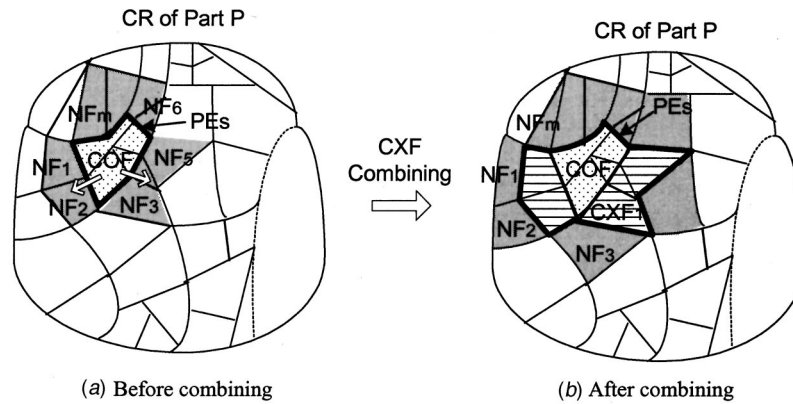 CR of Part P
NFm
NF6
PEs
NF1
COF
NF5
NF2
NF3
(a) Before combining
CXF
Combining
CR of Part P
NFm
PEs
NF1
COF
CXF1
NF2
NF3
(b) After combining